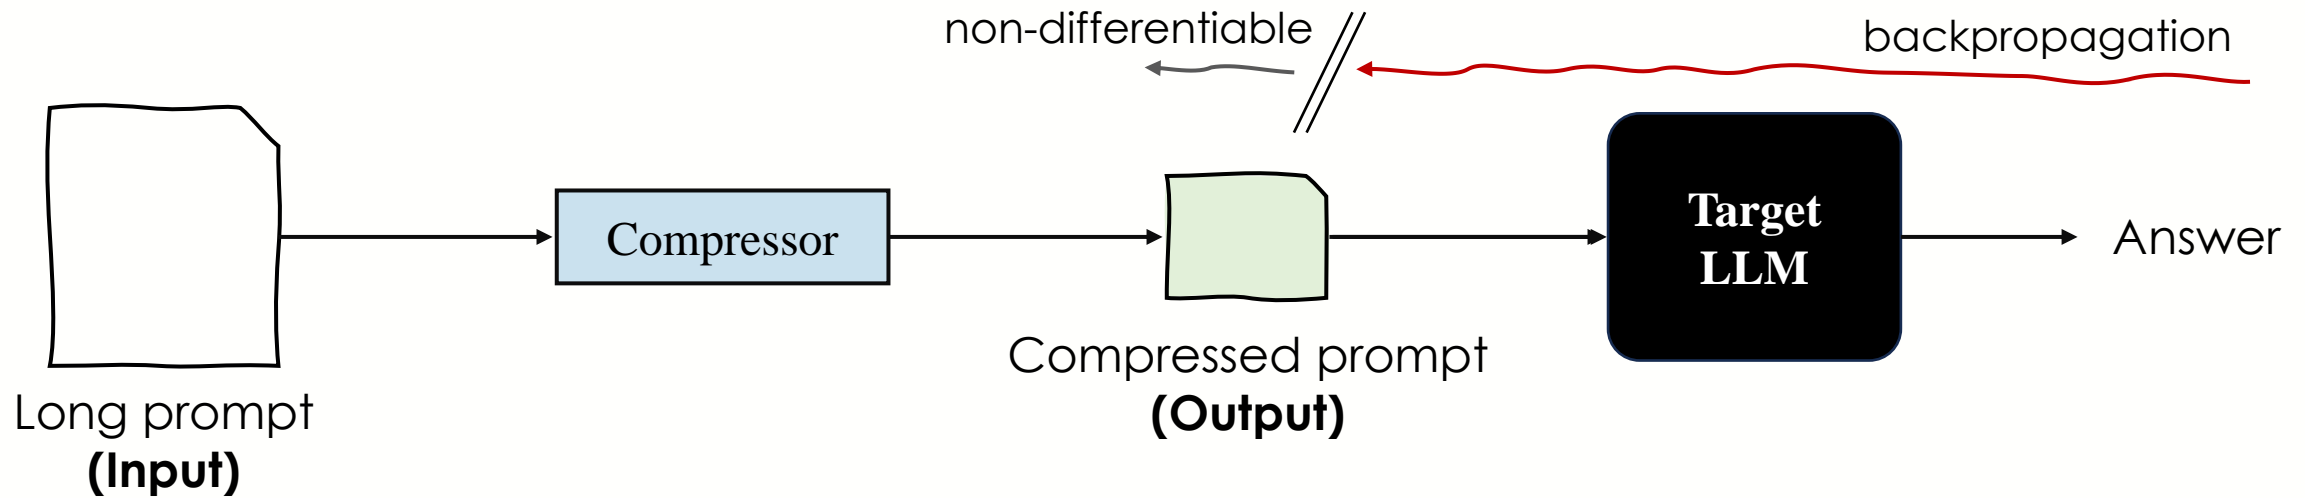 non-differentiable
backpropagation
Compressor
Target
LLM
Answer
Compressed prompt
(Output)
Long prompt
(Input)